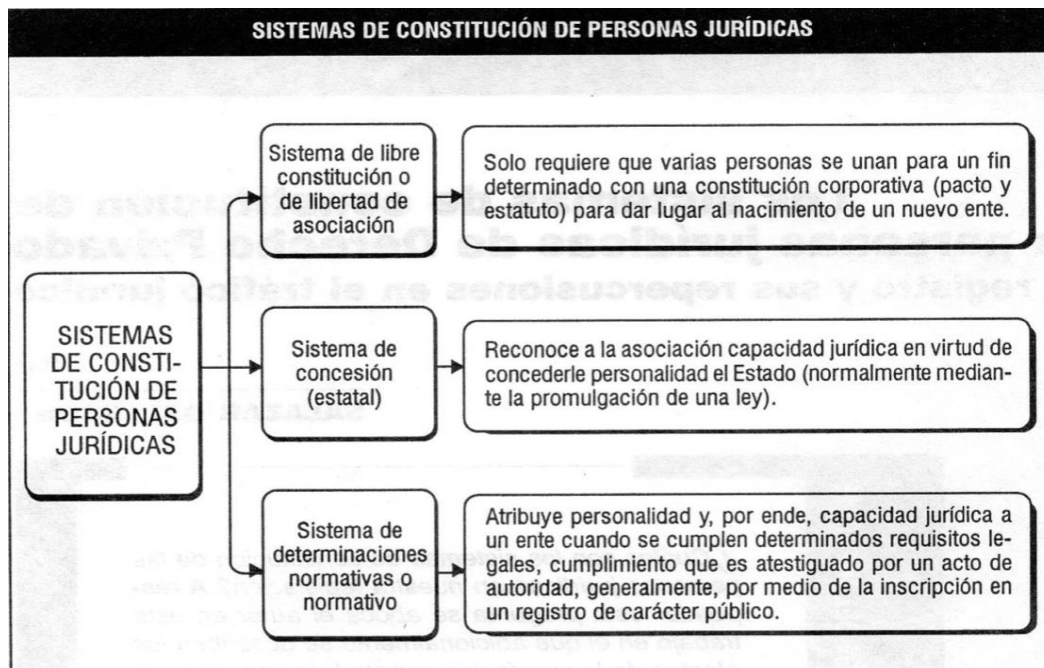 SISTEMAS DE CONSTITUCIÓN DE PERSONAS JURÍDICAS
SISTEMAS
DE CONSTI-
TUCIÓN DE
PERSONAS
JURÍDICAS
Sistema de libre
constitución o
de libertad de
asociación
Solo requiere que varias personas se unan para un fin
determinado con una constitución corporativa (pacto y
estatuto) para dar lugar al nacimiento de un nuevo ente.
Sistema de
concesión
(estatal)
Reconoce a la asociación capacidad jurídica en virtud de
concederle personalidad el Estado (normalmente median-
te la promulgación de una ley).
Sistema de
determinaciones
normativas o
normativo
Atribuye personalidad y, por ende, capacidad jurídica a
un ente cuando se cumplen determinados requisitos le-
gales, cumplimiento que es atestiguado por un acto de
autoridad, generalmente, por medio de la inscripción en
un registro de carácter público.